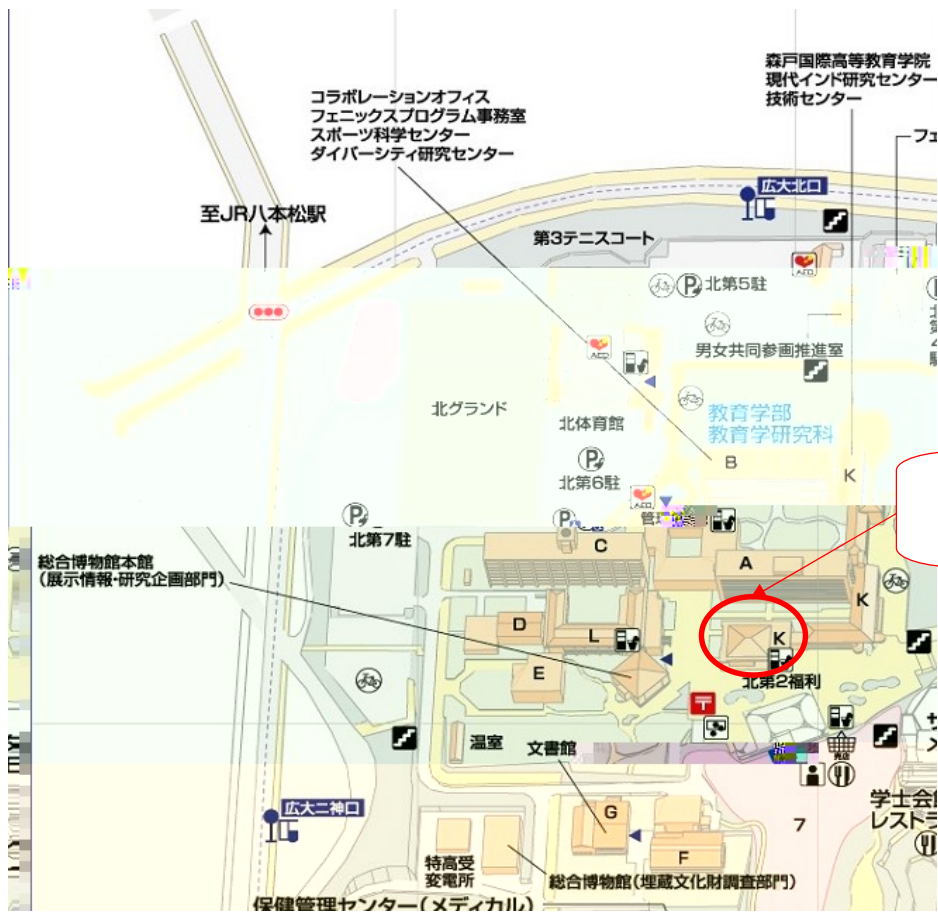 森戸国際高等教育学院
現代インド研究センター
技術センター
コラボレーションオフィス
フェニックスプログラム事務室
スポーツ科学センター
ダイバーシティ研究センター
フェ
広大北口
至JR八本松駅
第3テニスコート
AED
北第5駐
男女共同参画推進室
AED
北グランド
北体育館
教育学部
教育学研究科
B
K
北第6駐
AED
北第7駐
C
A
K
総合博物館本館
(展示情報・研究企画部門)
D
L
K
E
北第2福利
温室
文書館
売店
広大二神口
学士会
レストラ
G
7
F
特高受
変電所
総合博物館(埋蔵文化財調査部門)
保健管理センター(メディカル)